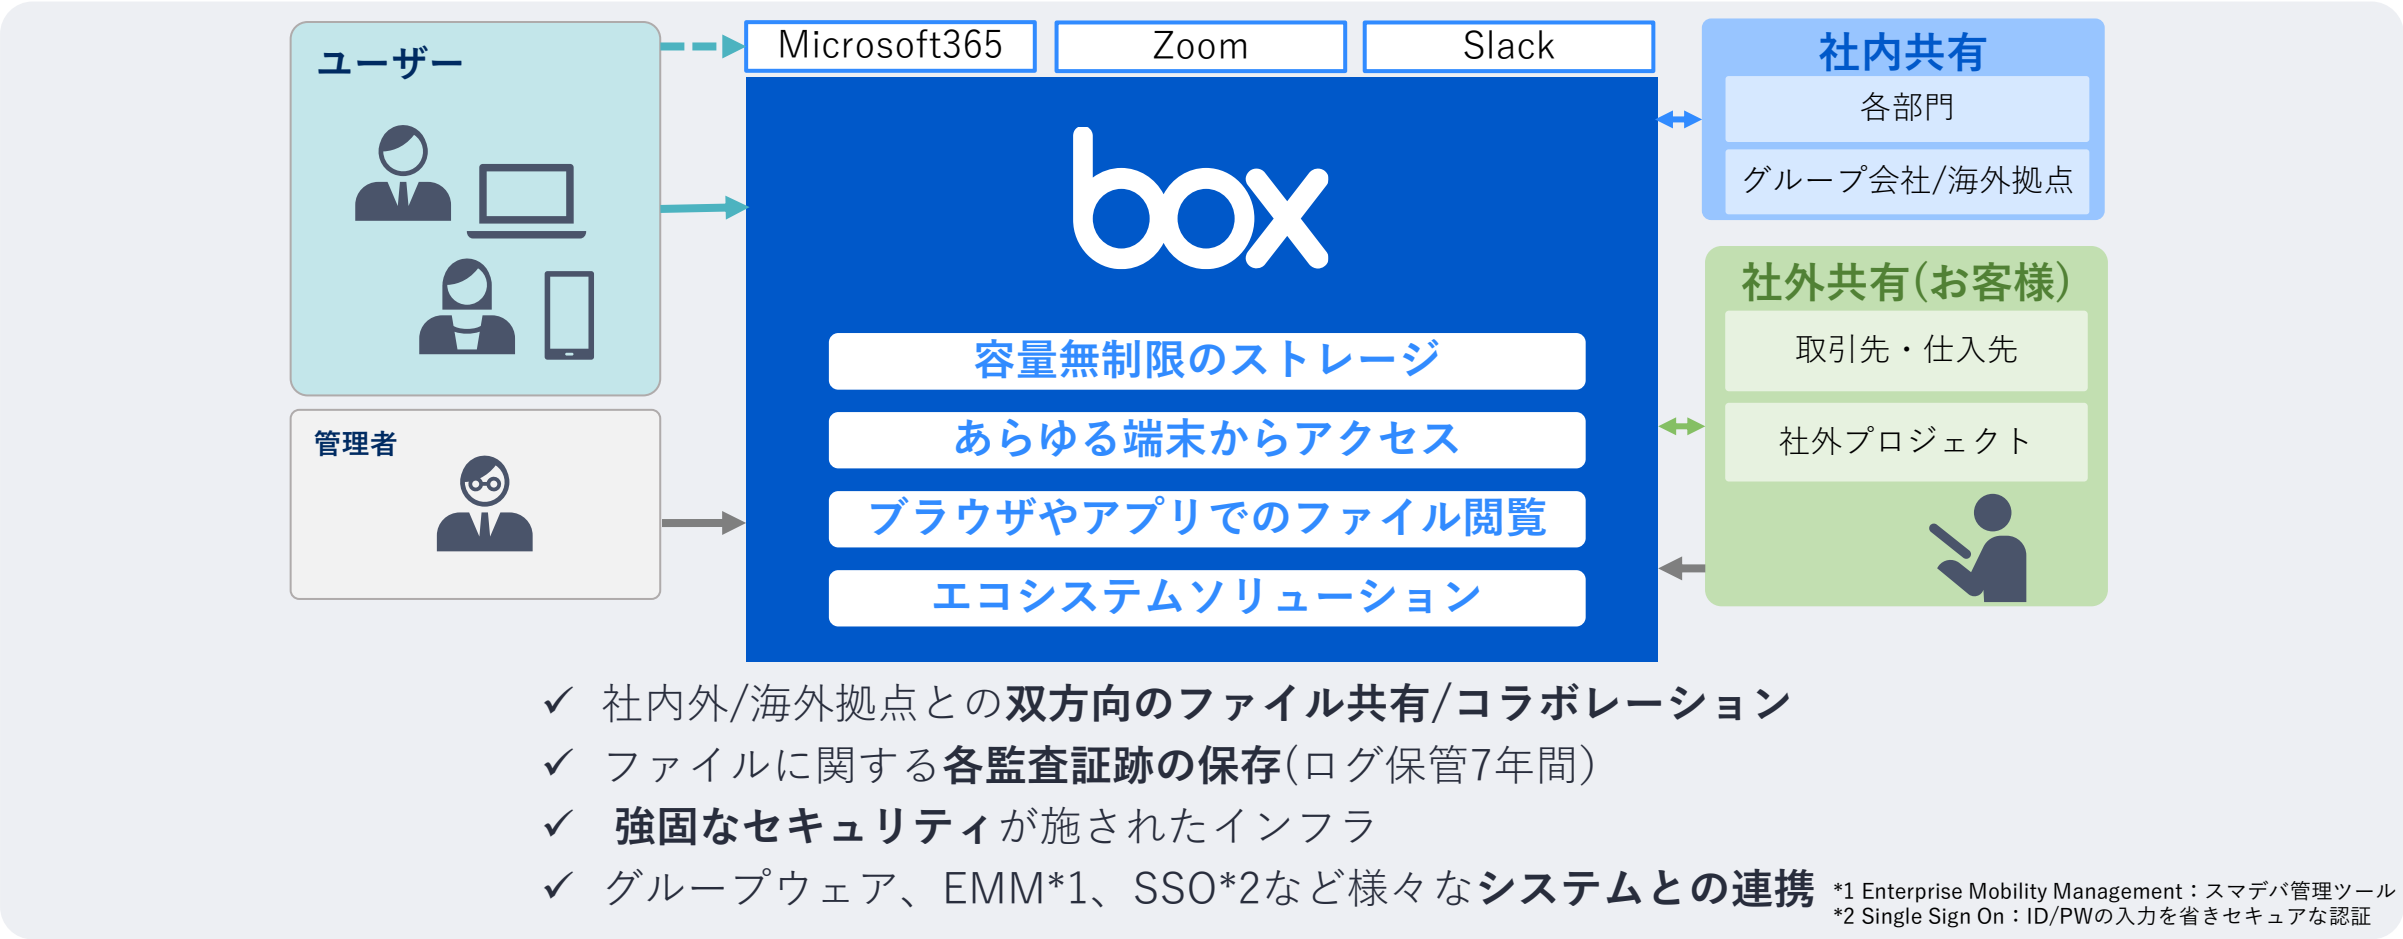 ユーザー
管理者
Microsoft365
Zoom
Slack
box
容量無制限のストレージ
あらゆる端末からアクセス
ブラウザやアプリでのファイル閲覧
エコシステムソリューション
社内共有
各部門
グループ会社/海外拠点
社外共有(お客様)
取引先・仕入先
社外プロジェクト
✓ 社内外/海外拠点との双方向のファイル共有/コラボレーション
✓ ファイルに関する各監査証跡の保存(ログ保管7年間)
✓ 強固なセキュリティが施されたインフラ
✓ グループウェア、EMM*1、SSO*2など様々なシステムとの連携
*1 Enterprise Mobility Management：スマデバ管理ツール
*2 Single Sign On：ID/PWの入力を省きセキュアな認証